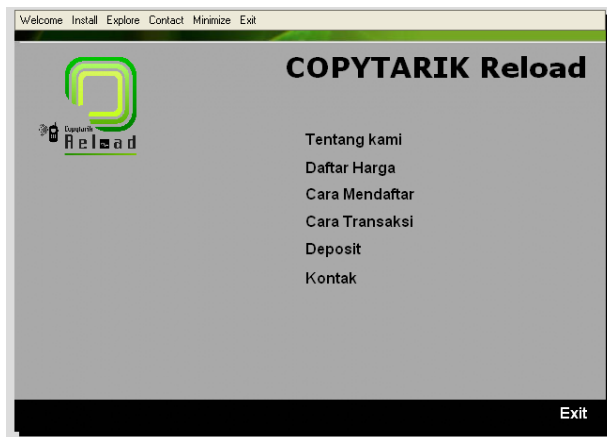 Welcome Install Explore Contact Minimize Exit
COPYTARIK Reload
Copytarik
Reload
Tentang kami
Daftar Harga
Cara Mendaftar
Cara Transaksi
Deposit
Kontak
Exit